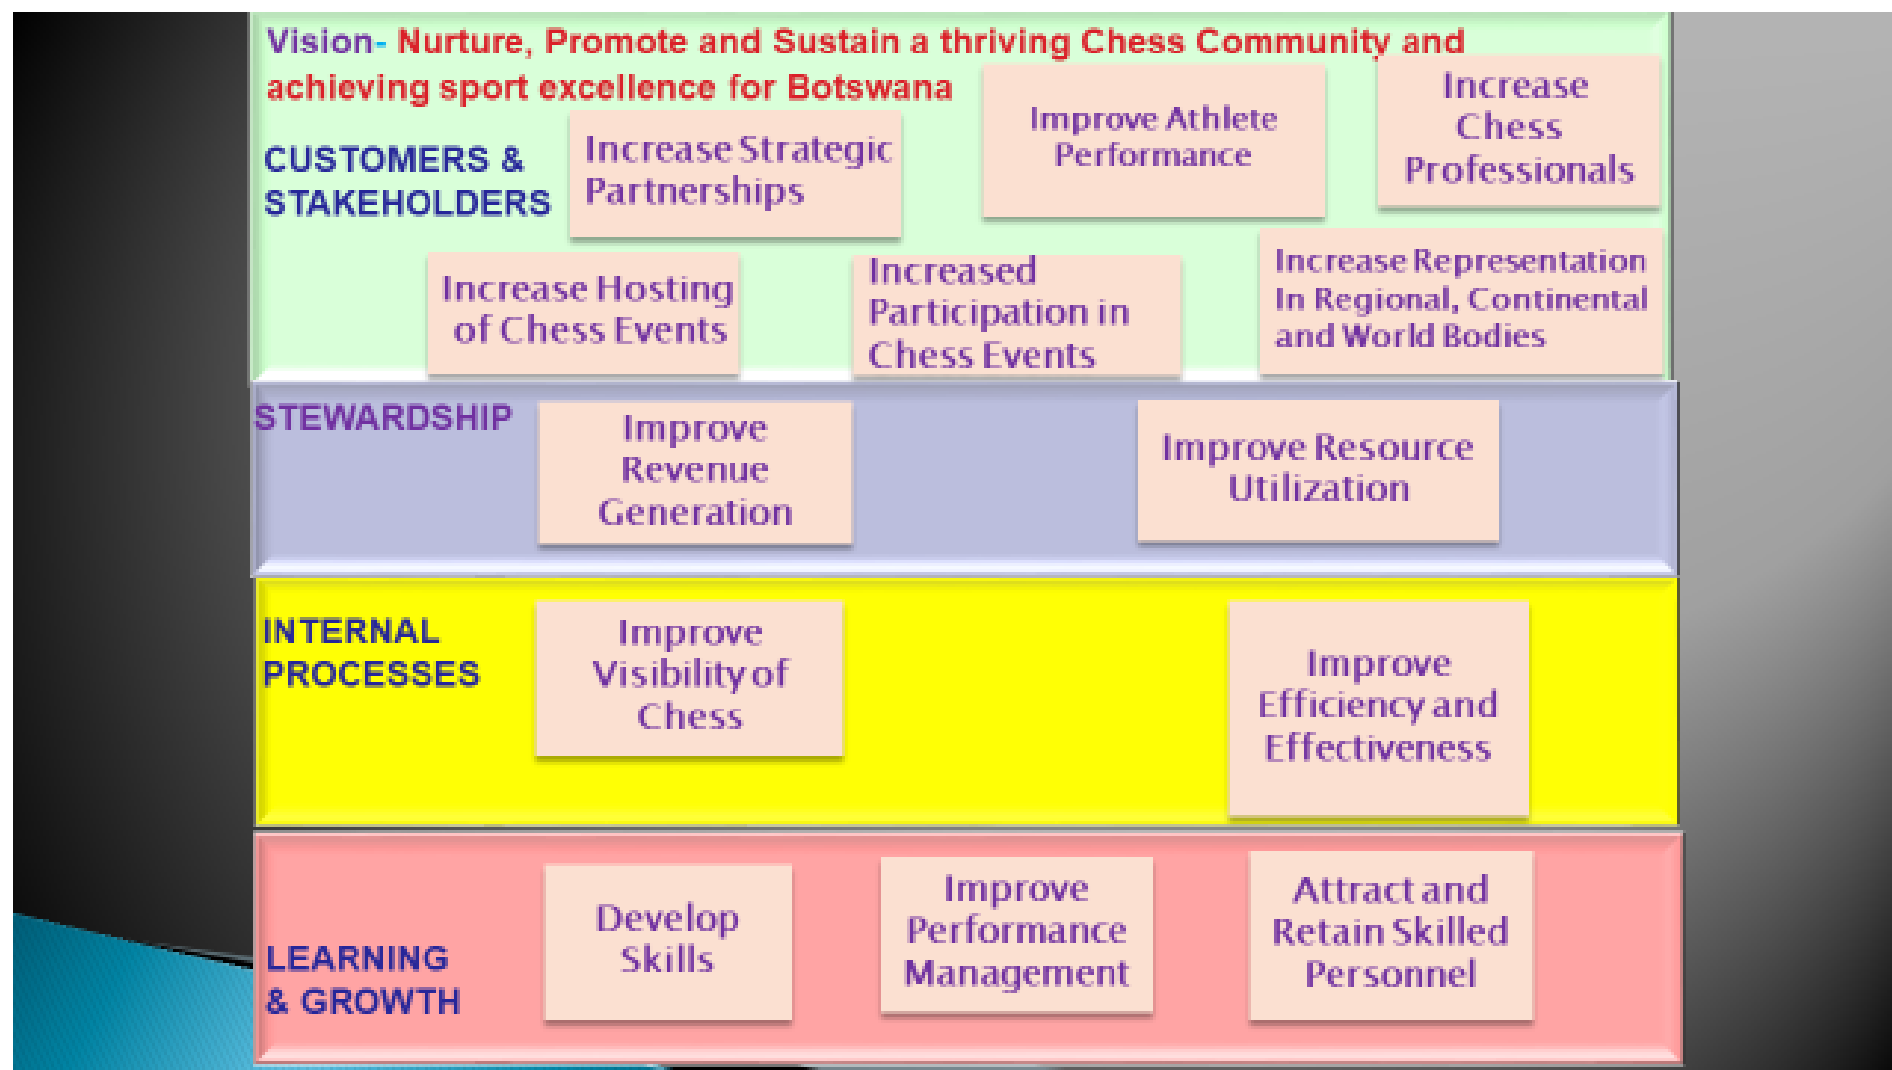 Vision- Nurture, Promote and Sustain a thriving Chess Community and
achieving sport excellence for Botswana
CUSTOMERS &
STAKEHOLDERS
Increase Strategic
Partnerships
Improve Athlete
Performance
Increase
Chess
Professionals
Increase Hosting
of Chess Events
Increased
Participation in
Chess Events
Increase Representation
In Regional, Continental
and World Bodies
STEWARDSHIP
Improve
Revenue
Generation
Improve Resource
Utilization
INTERNAL
PROCESSES
Improve
Visibility of
Chess
Improve
Efficiency and
Effectiveness
LEARNING
& GROWTH
Develop
Skills
Improve
Performance
Management
Attract and
Retain Skilled
Personnel